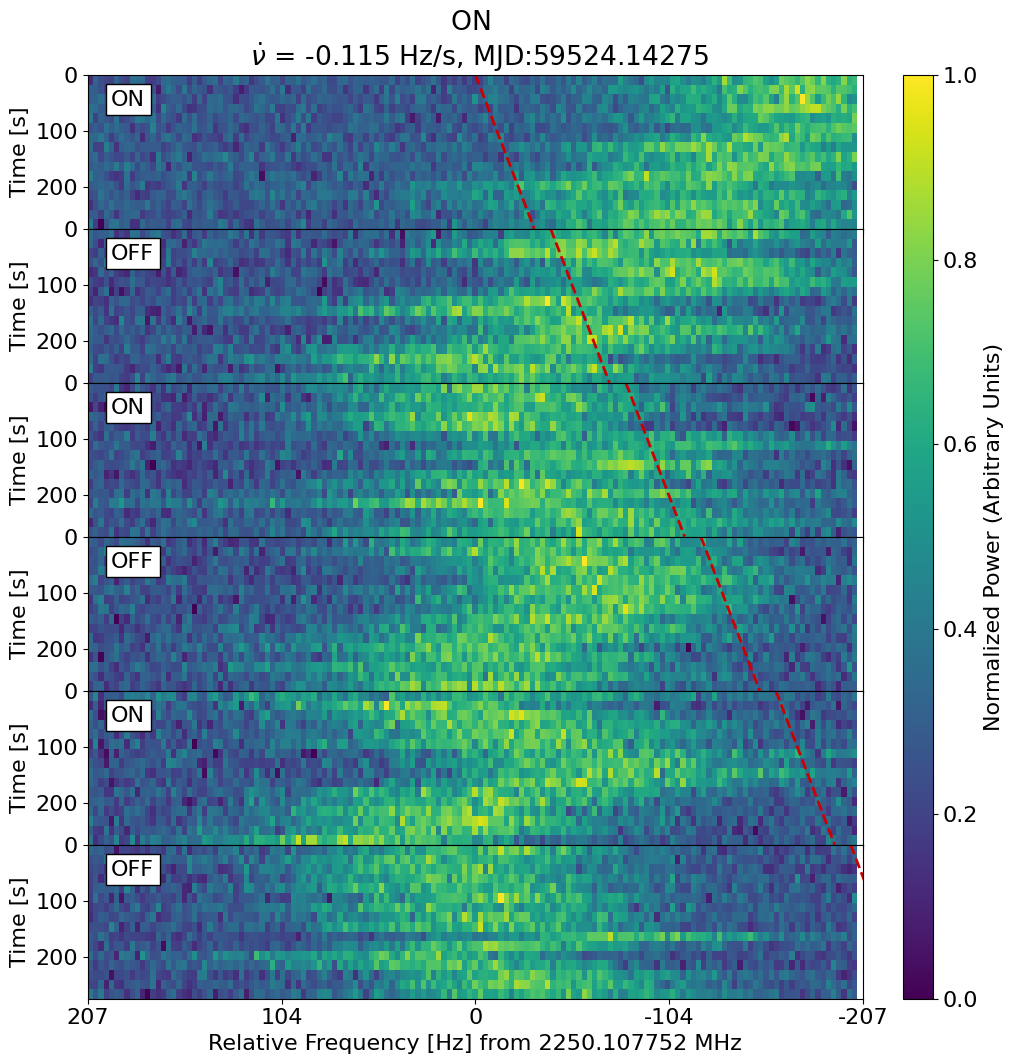 ON
ν̇ = -0.115 Hz/s, MJD:59524.14275
0
ON
100
Time [s]
200
0
OFF
100
Time [s]
200
0
ON
100
Time [s]
200
0
OFF
100
Time [s]
200
0
ON
100
Time [s]
200
0
OFF
100
Time [s]
200
207 104 0 -104 -207
Relative Frequency [Hz] from 2250.107752 MHz
1.0
0.8
0.6
0.4
0.2
0.0
Normalized Power (Arbitrary Units)